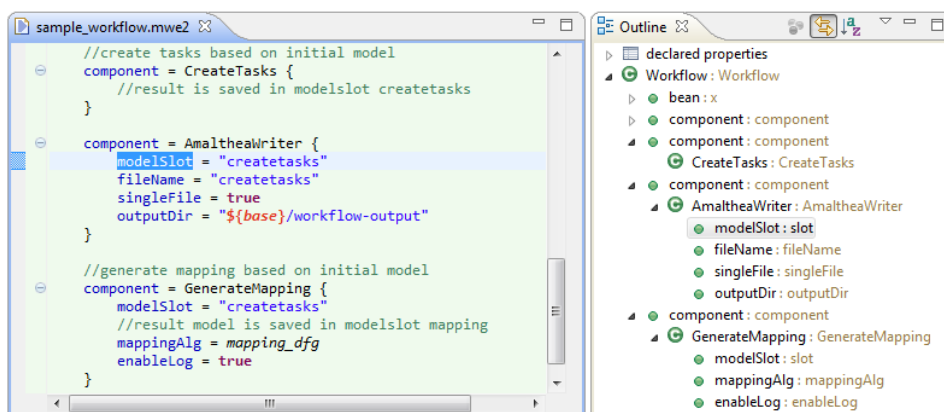 sample_workflow.mwe2
//create tasks based on initial model
component = CreateTasks {
//result is saved in modelslot createtasks
}
component = AmaltheaWriter {
modelSlot = "createtasks"
fileName = "createtasks"
singleFile = true
outputDir = "${base}/workflow-output"
}
//generate mapping based on initial model
component = GenerateMapping {
modelSlot = "createtasks"
//result model is saved in modelslot mapping
mappingAlg = mapping_dfg
enableLog = true
}
Outline
declared properties
Workflow : Workflow
bean : x
component : component
component : component
CreateTasks : CreateTasks
component : component
AmaltheaWriter : AmaltheaWriter
modelSlot : slot
fileName : fileName
singleFile : singleFile
outputDir : outputDir
component : component
GenerateMapping : GenerateMapping
modelSlot : slot
mappingAlg : mappingAlg
enableLog : enableLog